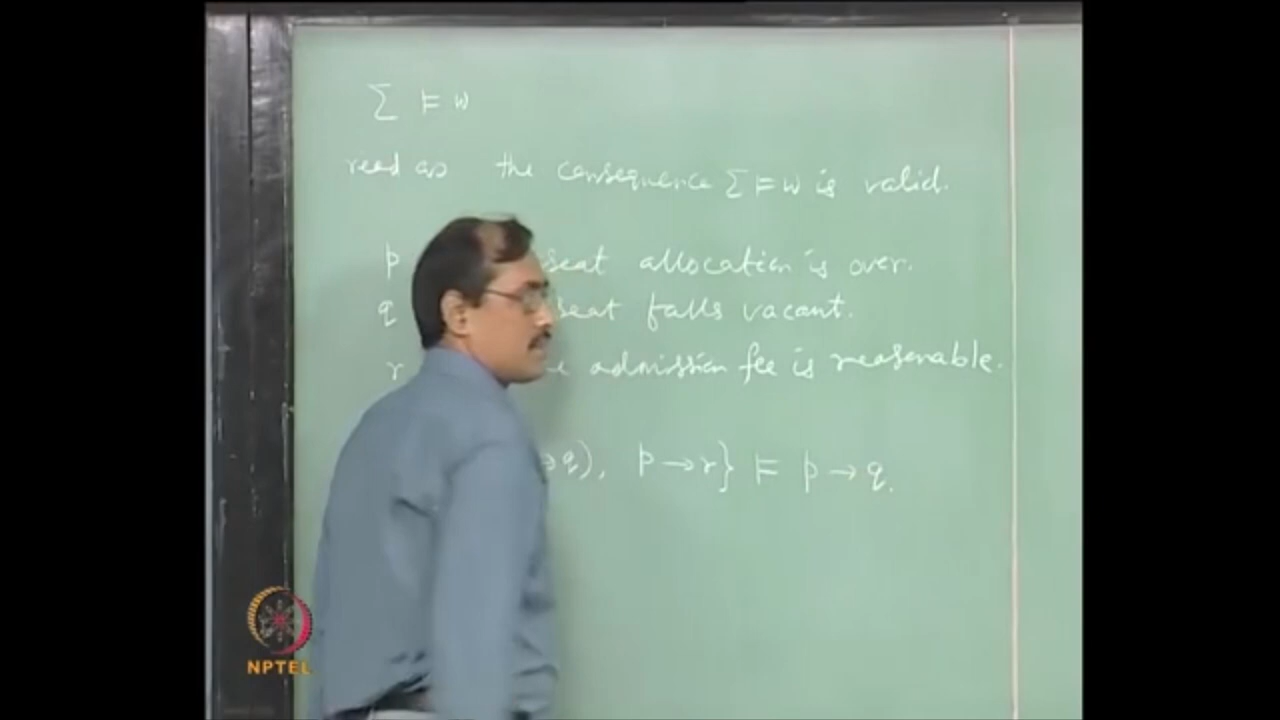 Σ ⊨ w
read as the consequence Σ ⊨ w is valid.
p seat allocation is over.
q seat falls vacant.
r admission fee is reasonable.
q), p → r} ⊨ p → q.
NPTEL